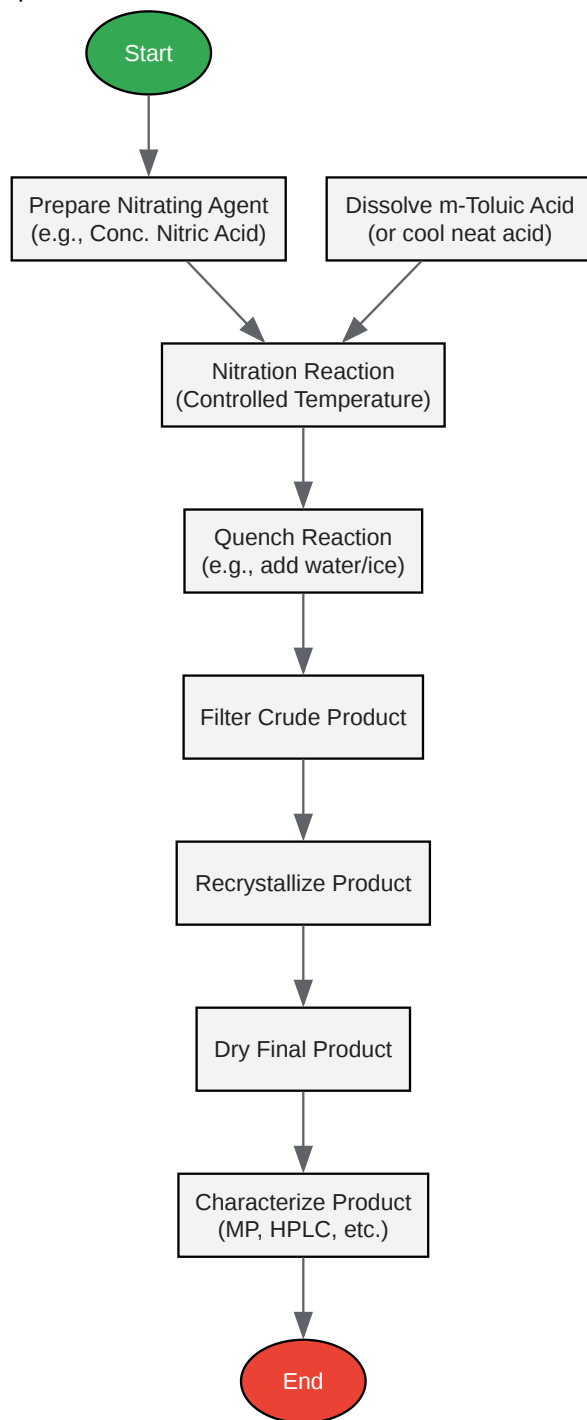 Start
Prepare Nitrating Agent
(e.g., Conc. Nitric Acid)
Dissolve m-Toluic Acid
(or cool neat acid)
Nitration Reaction
(Controlled Temperature)
Quench Reaction
(e.g., add water/ice)
Filter Crude Product
Recrystallize Product
Dry Final Product
Characterize Product
(MP, HPLC, etc.)
End